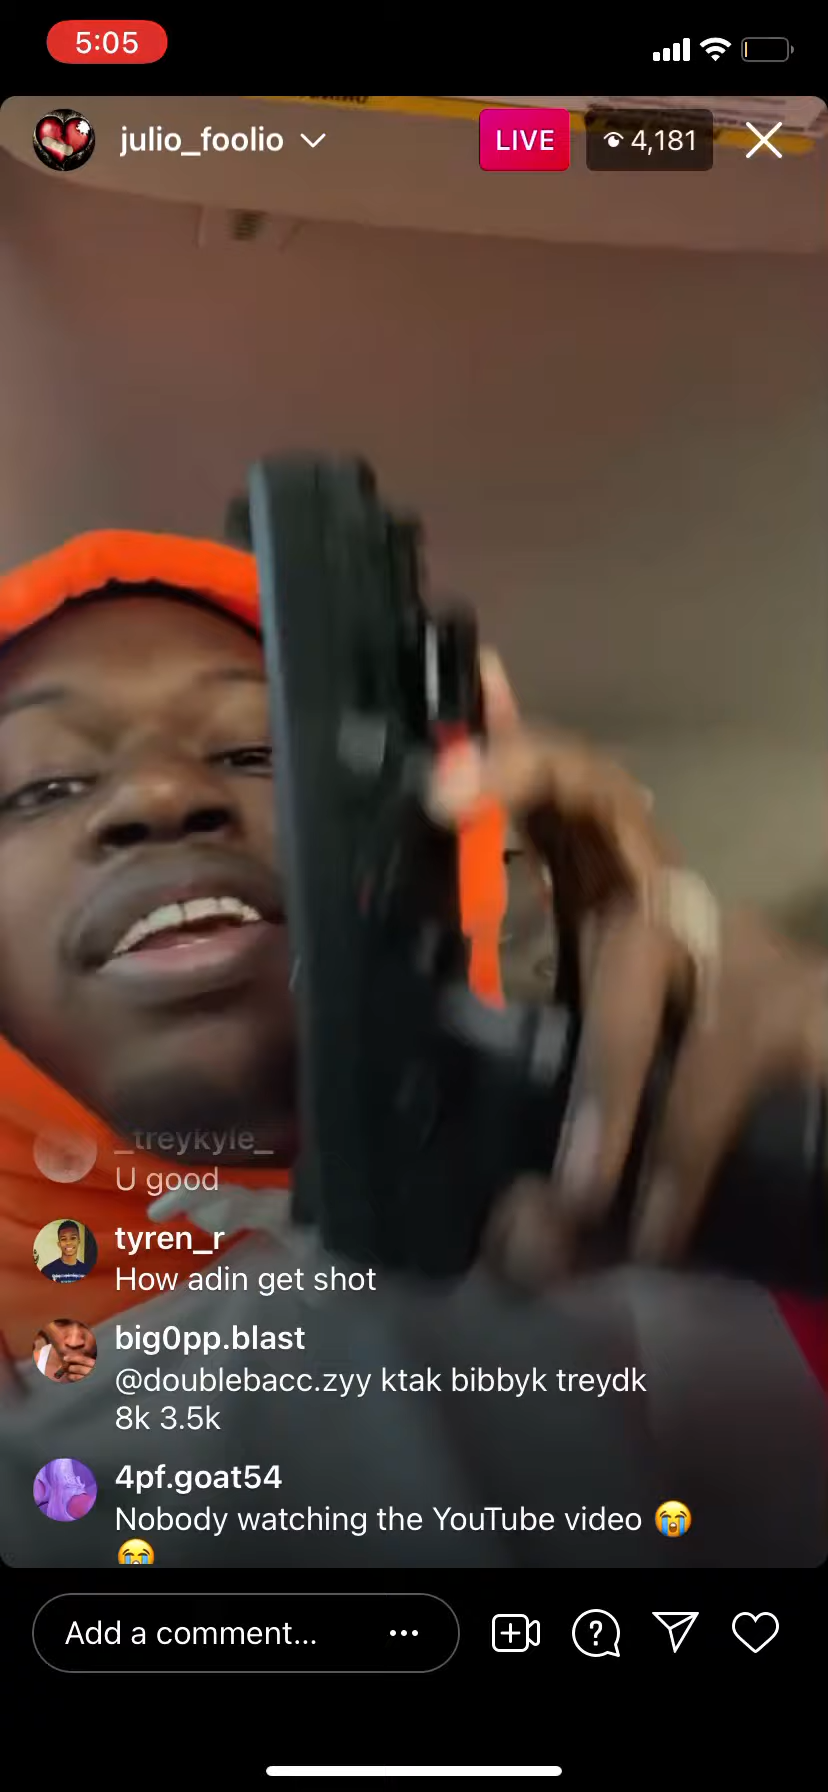 5:05
julio_foolio
LIVE
4,181
_treykyle_
U good
tyren_r
How adin get shot
big0pp.blast
@doublebacc.zyy ktak bibbyk treydk
8k 3.5k
4pf.goat54
Nobody watching the YouTube video 😭
😭
Add a comment...